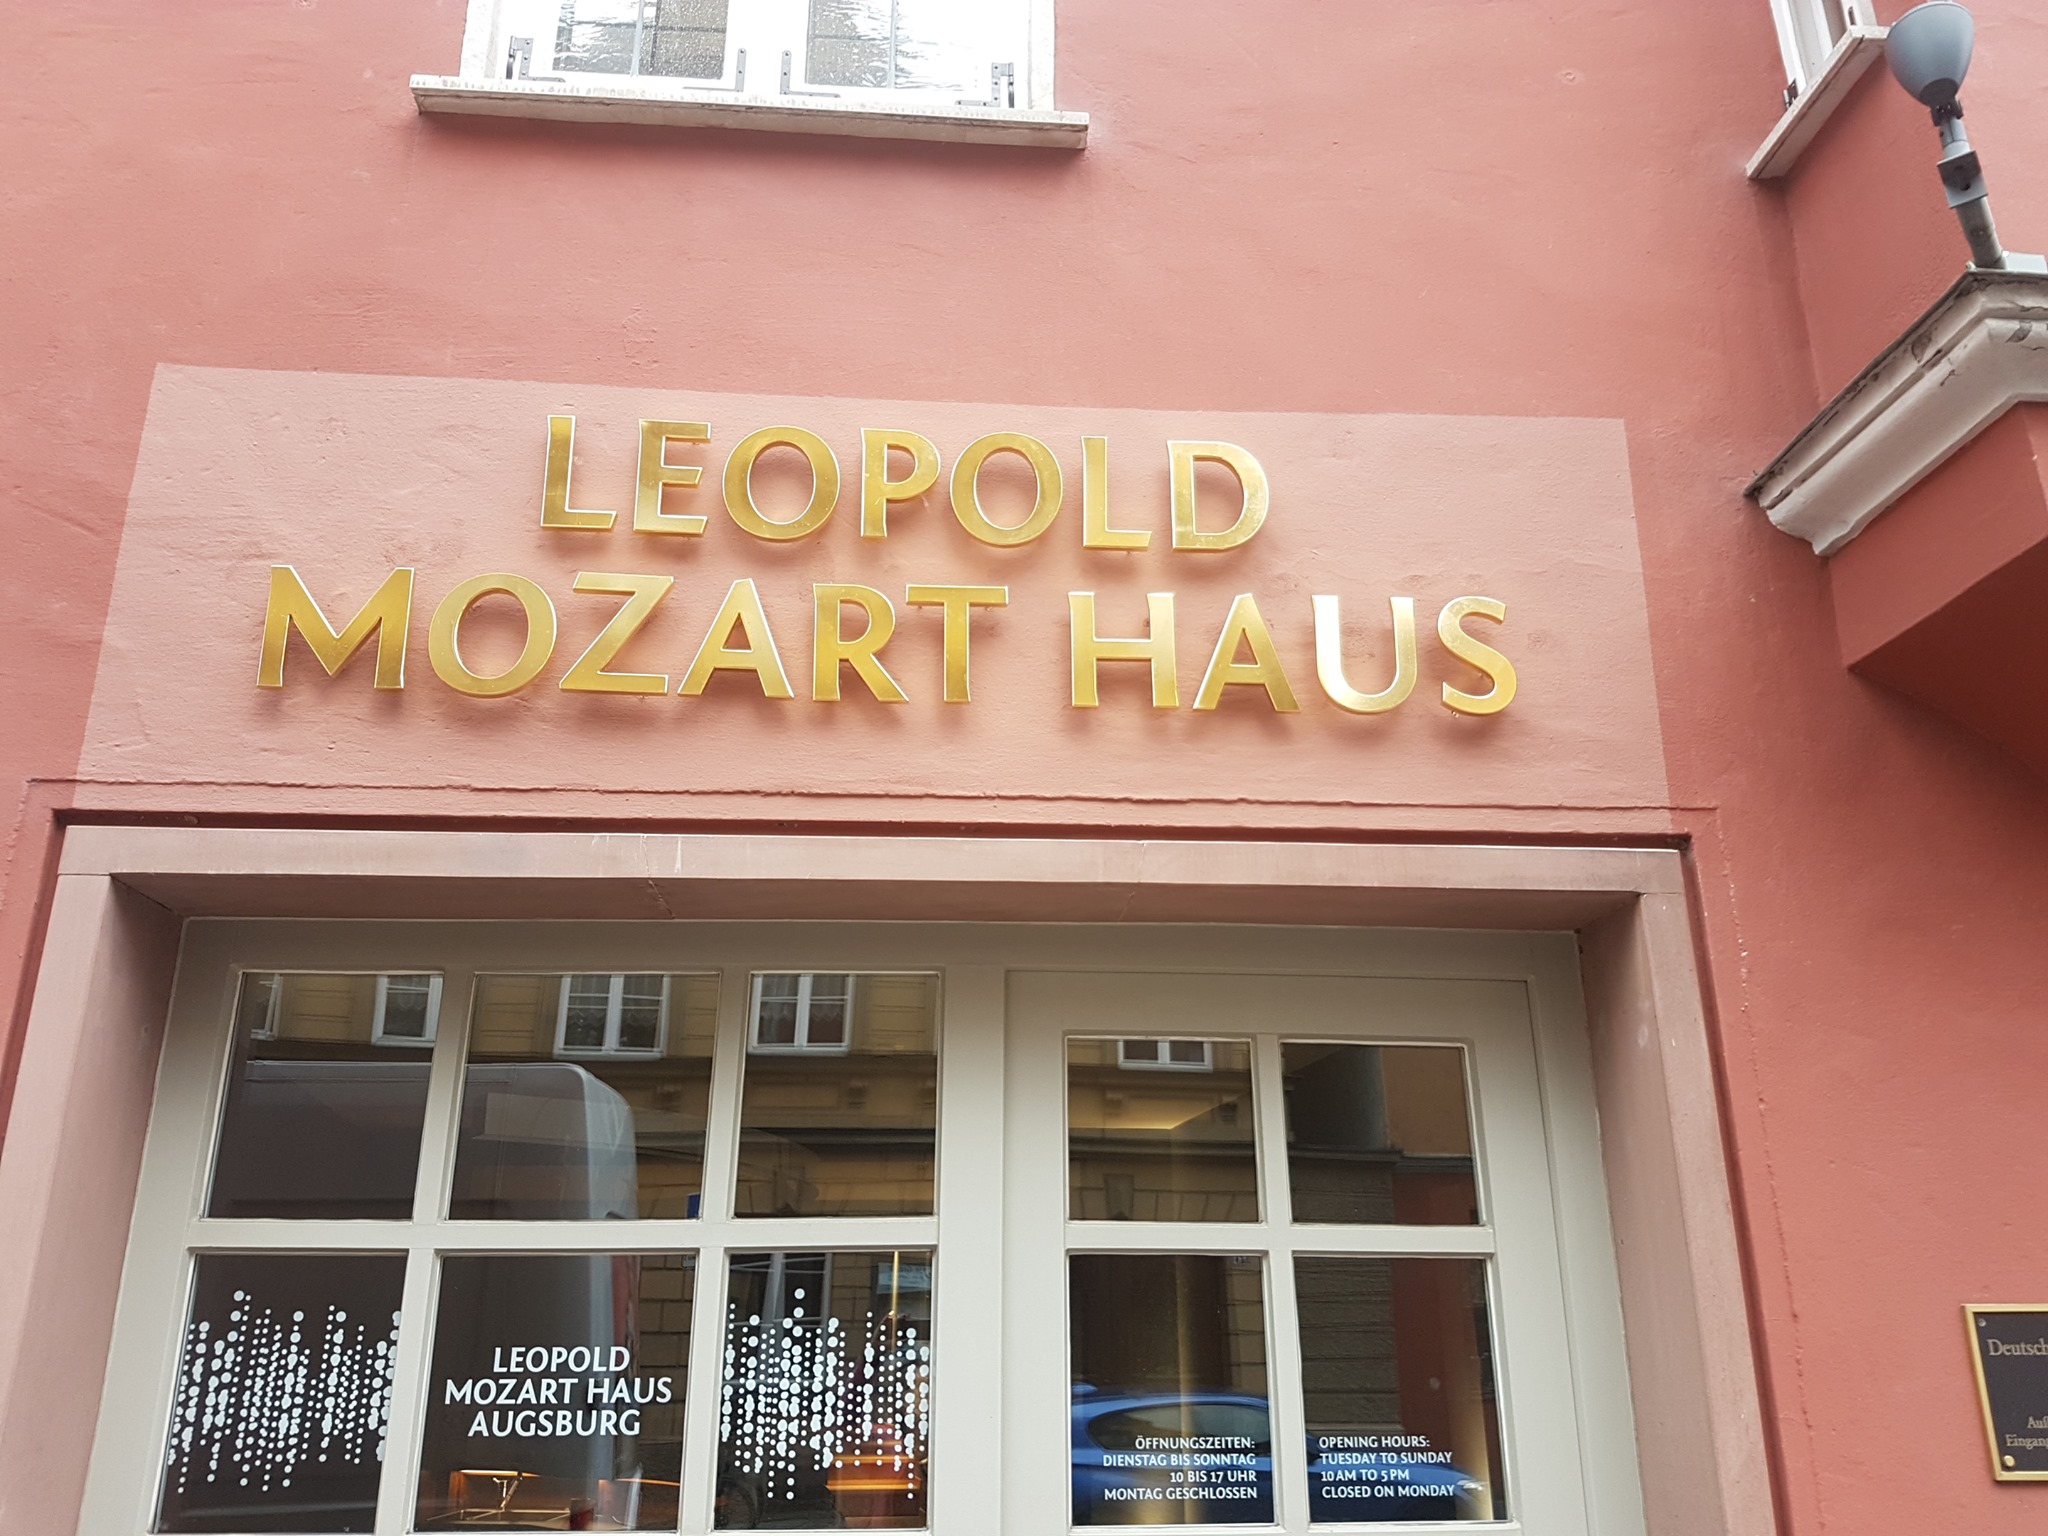 LEOPOLD
MOZART HAUS
LEOPOLD
MOZART HAUS
AUGSBURG
ÖFFNUNGSZEITEN:
DIENSTAG BIS SONNTAG
10 BIS 17 UHR
MONTAG GESCHLOSSEN
OPENING HOURS:
TUESDAY TO SUNDAY
10 AM TO 5 PM
CLOSED ON MONDAY